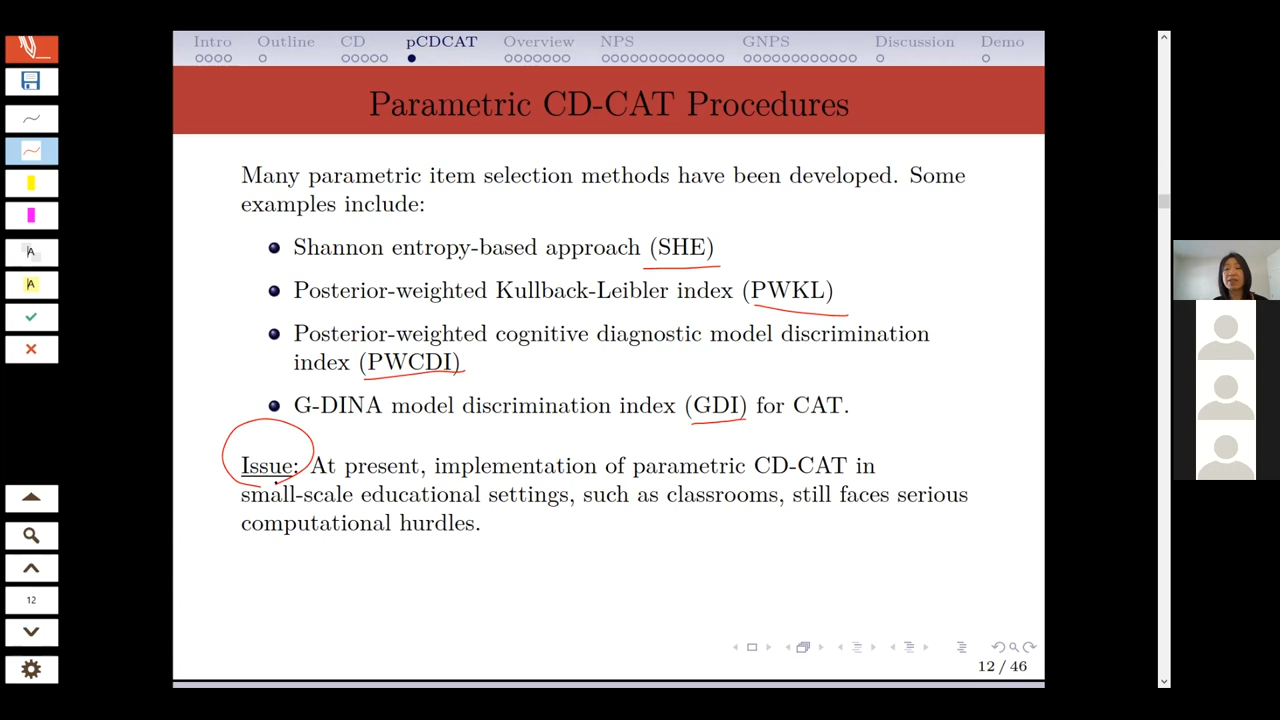 Intro Outline CD pCDCAT Overview NPS GNPS Discussion Demo
Parametric CD-CAT Procedures
Many parametric item selection methods have been developed. Some
examples include:
Shannon entropy-based approach (SHE)
Posterior-weighted Kullback-Leibler index (PWKL)
Posterior-weighted cognitive diagnostic model discrimination
index (PWCDI)
G-DINA model discrimination index (GDI) for CAT.
Issue: At present, implementation of parametric CD-CAT in
small-scale educational settings, such as classrooms, still faces serious
computational hurdles.
12 / 46
A
A
12